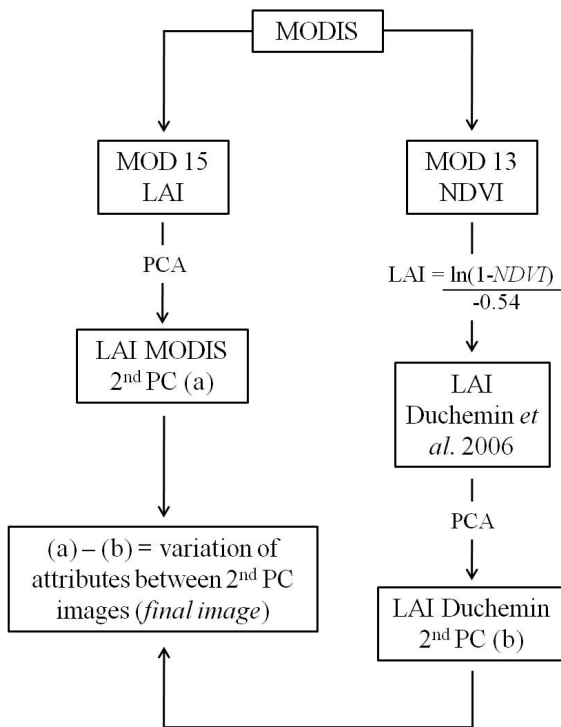 MODIS
MOD 15
LAI
PCA
LAI MODIS
2nd PC (a)
(a) – (b) = variation of
attributes between 2nd PC
images (final image)
MOD 13
NDVI
LAI = ln(1-NDVI)
-0.54
LAI
Duchemin et
al. 2006
PCA
LAI Duchemin
2nd PC (b)